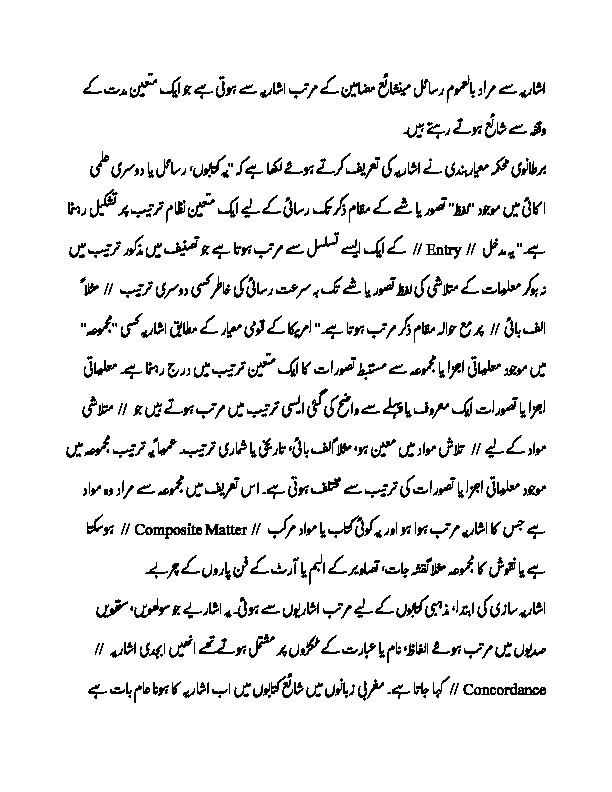 اشاریہ سے مراد بالعموم رسائل مینشائع مضامین کے مرتب اشاریہ سے ہوتی ہے جو ایک متعین مدت کے
وقفہ سے شائع ہوتے رہتے ہیں۔
برطانوی محکمہ معیار بندی نے اشاریہ کی تعریف کرتے ہوئے لکھا ہے کہ "یہ کتابوں، رسائل یا دوسری علمی
اکائی میں موجود "لفظ" تصور یا شے کے مقام ذکر تک رسائی کے لیے ایک متعین نظام ترتیب پر تشکیل رہنما
ہے۔" یہ مدخل // Entry // کے ایک ایسے تسلسل سے مرتب ہوتا ہے جو تصنیف میں مذکور ترتیب میں
نہ ہوکر معلومات کے متلاشی کی لفظ تصور یا شے تک بہ سرعت رسائی کی خاطر کسی دوسری ترتیب // مثلاً
الف بائی // پر مع حوالہ مقام ذکر مرتب ہوتا ہے۔" امریکا کے قومی معیار کے مطابق اشاریہ کسی "مجموعہ"
میں موجود معلوماتی اجزا یا مجموعہ سے مستنبط تصورات کا ایک متعین ترتیب میں درج رہنما ہے۔ معلوماتی
اجزا یا تصورات ایک معروف یا پہلے سے واضح کی گئی ایسی ترتیب میں مرتب ہوتے ہیں جو // متلاشی
مواد کے لیے // تلاش مواد میں معین ہو، مثلاً الف بائی، تاریخی یا شماری ترتیب۔ عموماً یہ ترتیب مجموعہ میں
موجود معلوماتی اجزا یا تصورات کی ترتیب سے مختلف ہوتی ہے۔ اس تعریف میں مجموعہ سے مراد وہ مواد
ہے جس کا اشاریہ مرتب ہوا ہو اور یہ کوئی کتاب یا مواد مرکب // Composite Matter // ہوسکتا
ہے یا نقوش کا مجموعہ مثلاً نقشہ جات، تصاویر کے البم یا آرٹ کے فن پاروں کے چربے۔
اشاریہ سازی کی ابتداء مذہبی کتابوں کے لیے مرتب اشاریوں سے ہوئی۔ یہ اشاریے جو سولھویں، سترھویں
صدیوں میں مرتب ہوئے الفاظ، نام یا عبارت کے ٹکڑوں پر مشتمل ہوتے تھے انھیں ابجدی اشاریہ //
Concordance // کہا جاتا ہے۔ مغربی زبانوں میں شائع کتابوں میں اب اشاریہ کا ہونا عام بات ہے